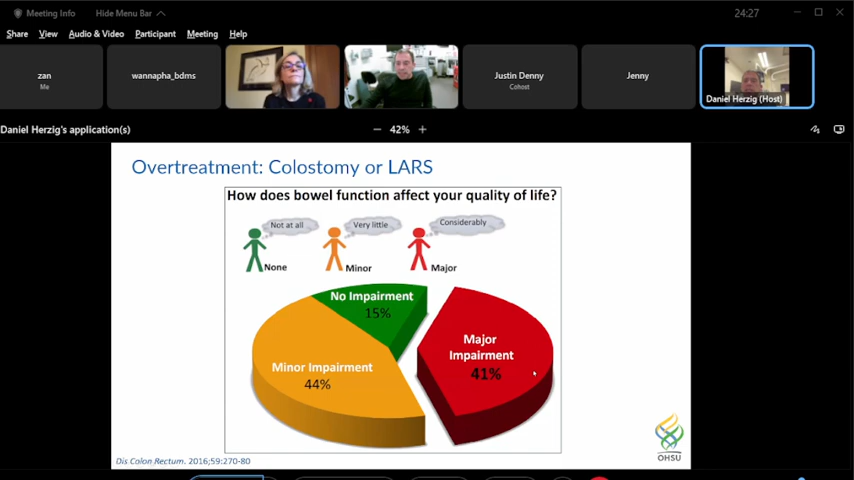 Meeting Info
Hide Menu Bar
24:27
Share View Audio & Video Participant Meeting Help
zan
Me
wannapha_bdms
Justin Denny
Cohost
Jenny
Daniel Herzig (Host)
Daniel Herzig's application(s)
42%
Overtreatment: Colostomy or LARS
How does bowel function affect your quality of life?
Not at all
Very little
Considerably
None
Minor
Major
No Impairment
15%
Major
Impairment
41%
Minor Impairment
44%
OHSU
Dis Colon Rectum. 2016;59:270-80